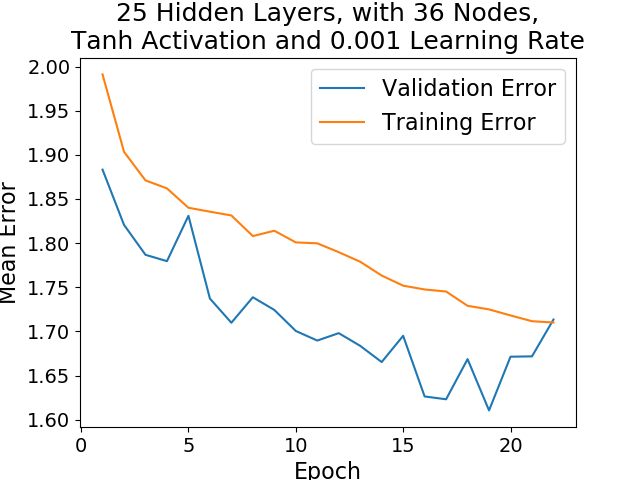 25 Hidden Layers, with 36 Nodes,
Tanh Activation and 0.001 Learning Rate
Validation Error
Training Error
Mean Error
2.00
1.95
1.90
1.85
1.80
1.75
1.70
1.65
1.60
0
5
10
15
20
Epoch